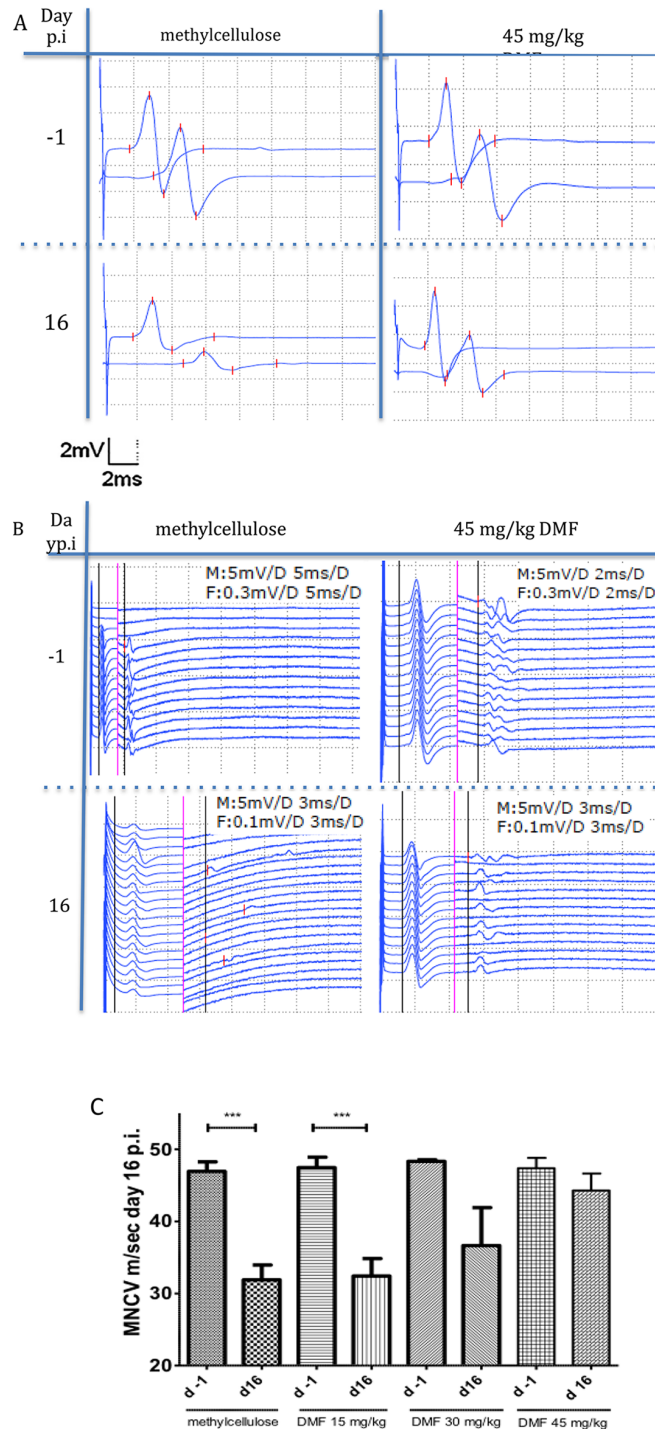 A
Day
p.i
methylcellulose
45 mg/kg
-1
16
2mV
2ms
B
Da
yp.i
methylcellulose
45 mg/kg DMF
M:5mV/D 5ms/D
F:0.3mV/D 5ms/D
M:5mV/D 2ms/D
F:0.3mV/D 2ms/D
-1
M:5mV/D 3ms/D
F:0.1mV/D 3ms/D
M:5mV/D 3ms/D
F:0.1mV/D 3ms/D
16
C
MNCV m/sec day 16 p.i.
50
40
30
20
***
***
d -1
d16
d -1
d16
d -1
d 16
d -1
d 16
methylcellulose
DMF 15 mg/kg
DMF 30 mg/kg
DMF 45 mg/kg